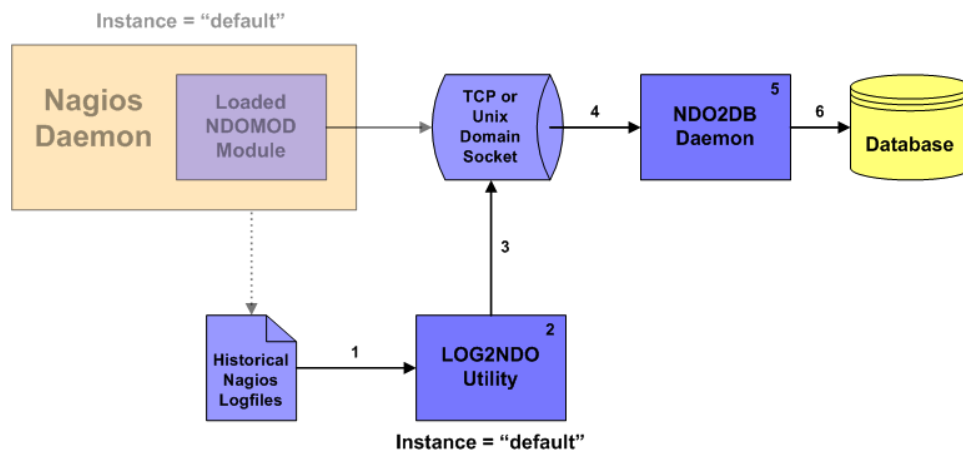 Instance = “default”
Nagios
Daemon
Loaded
NDOMOD
Module
TCP or
Unix
Domain
Socket
4
5
NDO2DB
Daemon
6
Database
3
Historical
Nagios
Logfiles
1
2
LOG2NDO
Utility
Instance = “default”